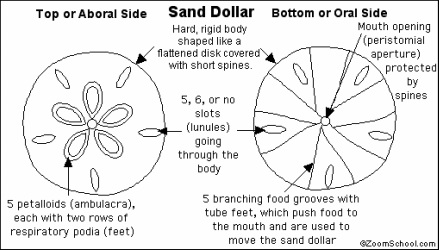 Top or Aboral Side
Sand Dollar
Bottom or Oral Side
Hard, rigid body
shaped like a
flattened disk covered
with short spines.
Mouth opening
(peristomial
aperture)
protected
by
spines
5, 6, or no
slots
(lunules)
going
through the
body
5 petalloids (ambulacra),
each with two rows of
respiratory podia (feet)
5 branching food grooves with
tube feet, which push food to
the mouth and are used to
move the sand dollar
©ZoomSchool.com